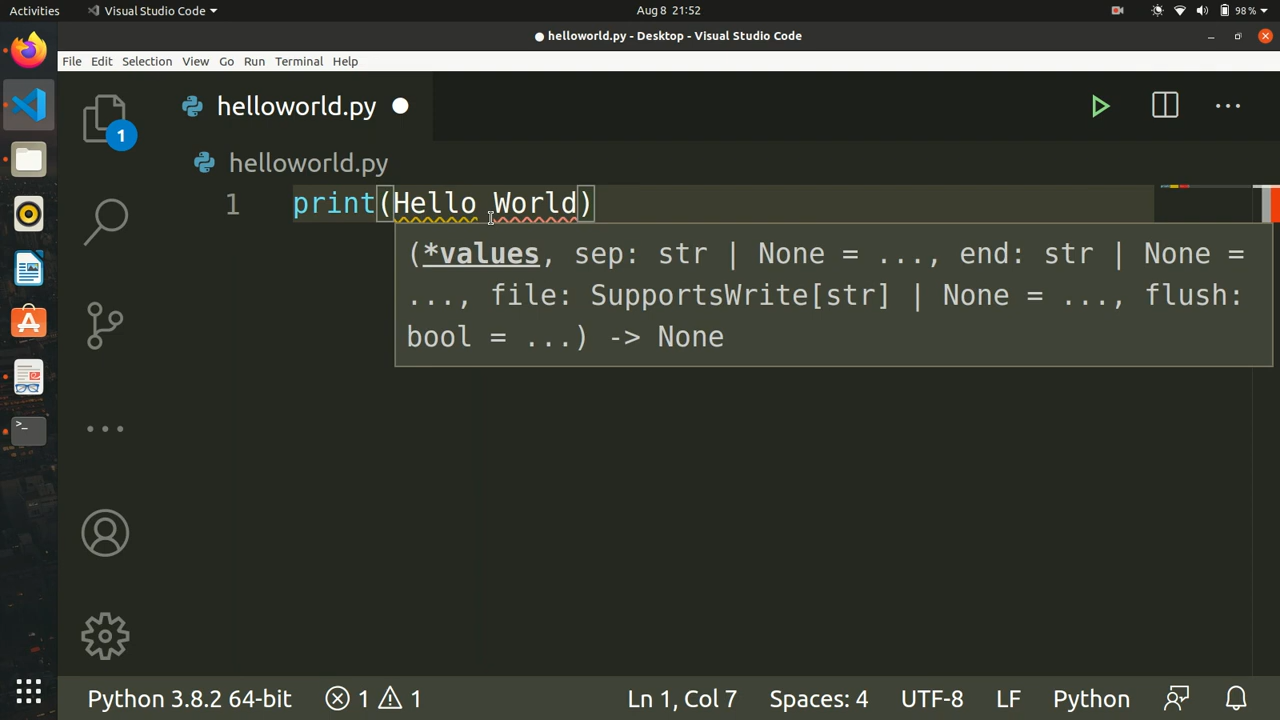 Activities Visual Studio Code Aug 8 21:52 98%
helloworld.py - Desktop - Visual Studio Code
File Edit Selection View Go Run Terminal Help
helloworld.py
1
helloworld.py
1 print(Hello World)
(*values, sep: str | None = ..., end: str | None =
..., file: SupportsWrite[str] | None = ..., flush:
bool = ...) -> None
Python 3.8.2 64-bit 1 1 Ln 1, Col 7 Spaces: 4 UTF-8 LF Python